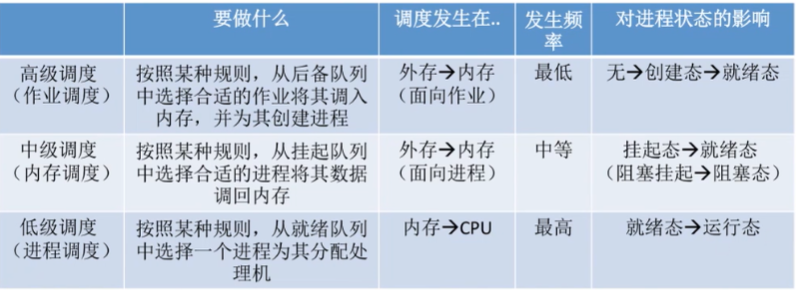 要做什么
调度发生在..
发生频
率
对进程状态的影响
高级调度
（作业调度）
按照某种规则，从后备队列
中选择合适的作业将其调入
内存，并为其创建进程
外存→内存
（面向作业）
最低
无→创建态→就绪态
中级调度
（内存调度）
按照某种规则，从挂起队列
中选择合适的进程将其数据
调回内存
外存→内存
（面向进程）
中等
挂起态→就绪态
（阻塞挂起→阻塞态）
低级调度
（进程调度）
按照某种规则，从就绪队列
中选择一个进程为其分配处
理机
内存→CPU
最高
就绪态→运行态